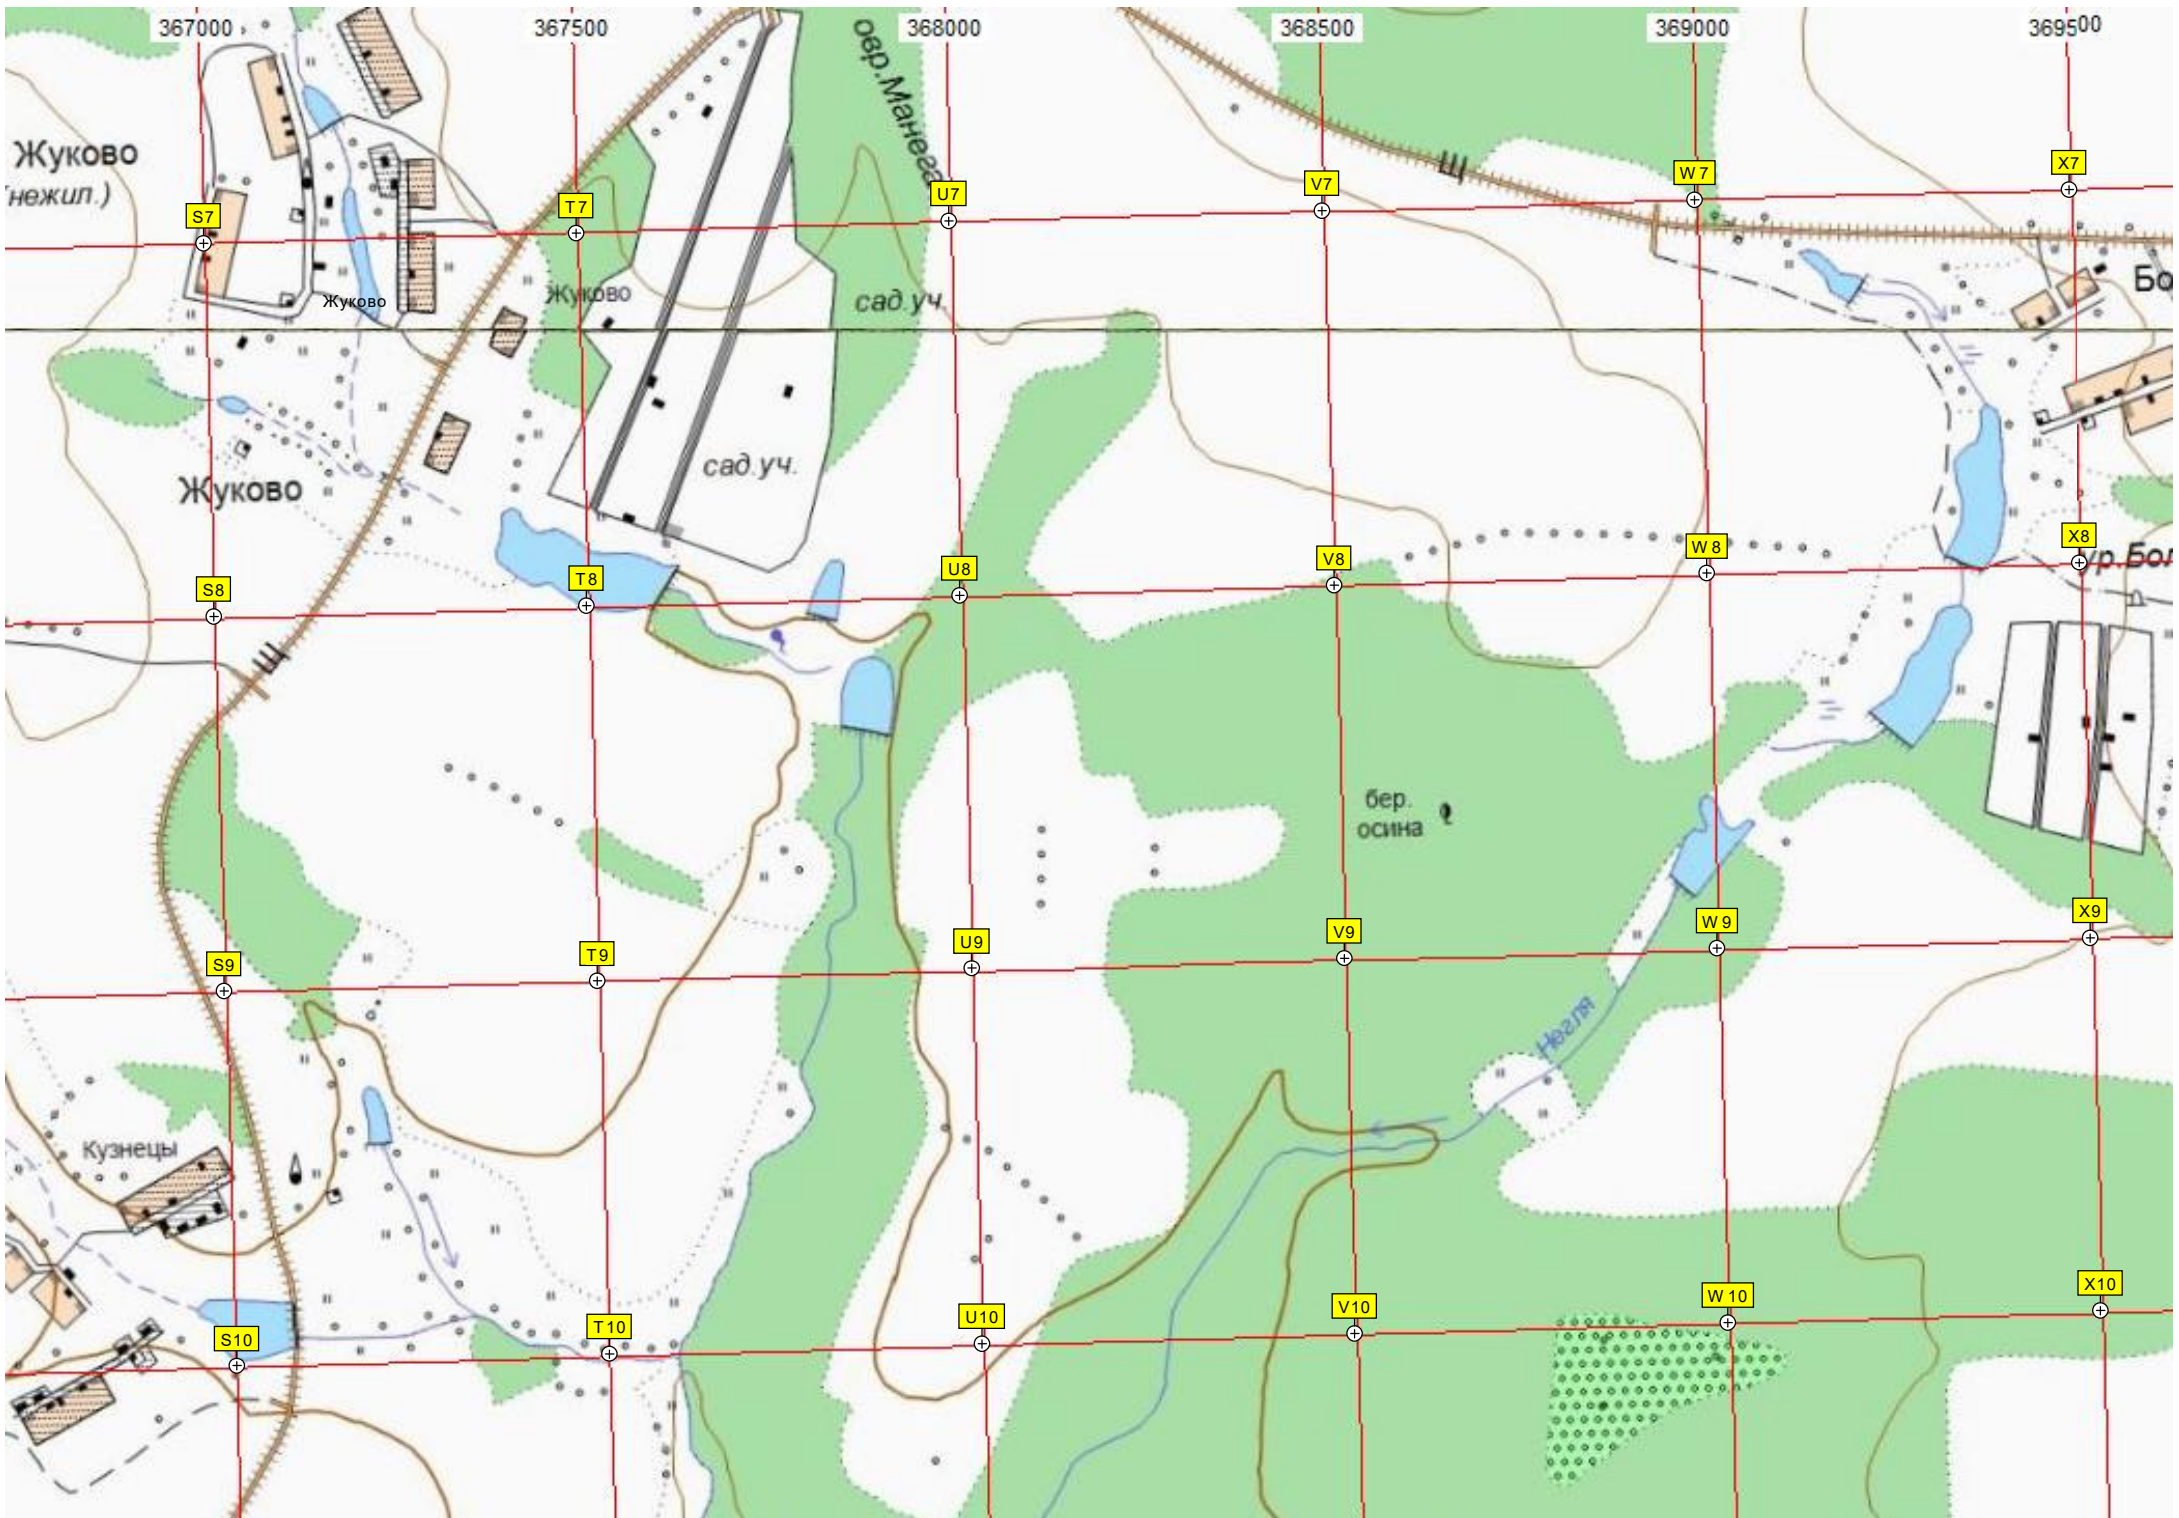 367000
367500
368000
368500
369000
369500
овр.Манега
Жуково
(нежил.)
S7
T7
U7
V7
W7
X7
Жуково
Жуково
сад.уч.
Бо
Жуково
сад.уч.
S8
T8
U8
V8
W8
X8
ур.Бол
бер.
осина
S9
T9
U9
V9
W9
X9
Кузнецы
S10
T10
U10
V10
W10
X10